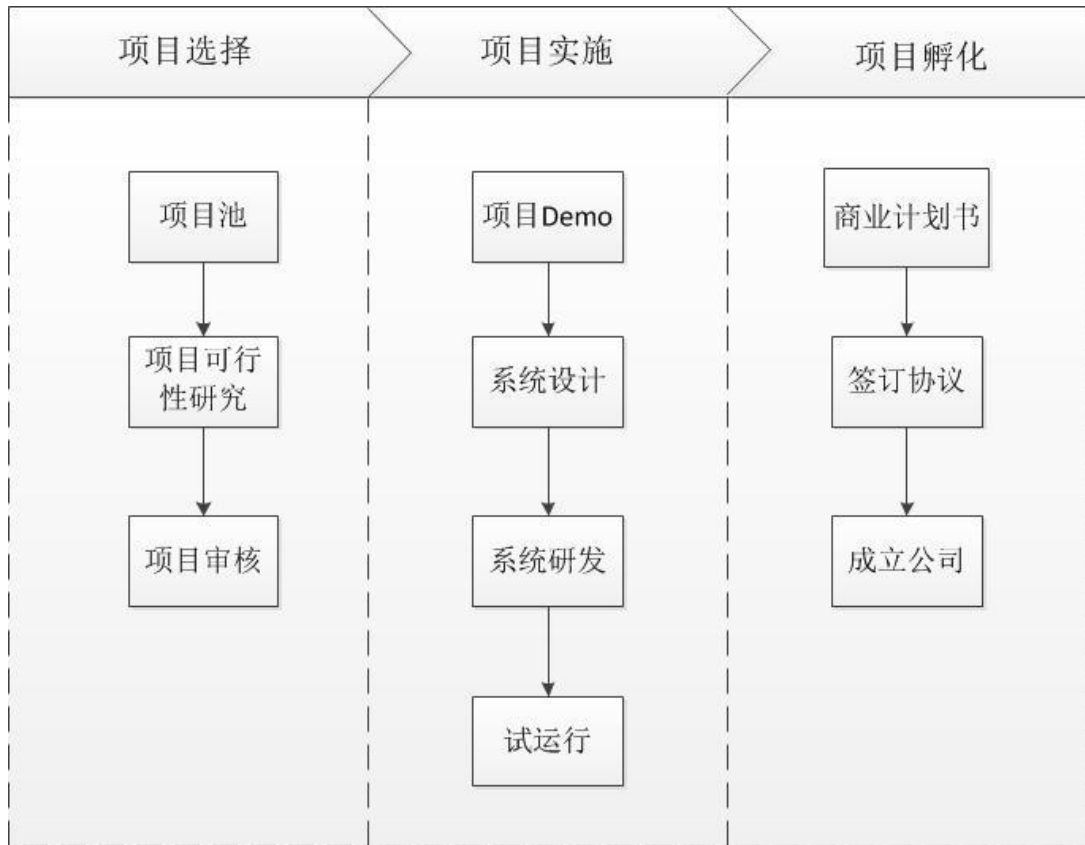 项目选择
项目实施
项目孵化
项目池
项目可行
性研究
项目审核
项目Demo
系统设计
系统研发
试运行
商业计划书
签订协议
成立公司